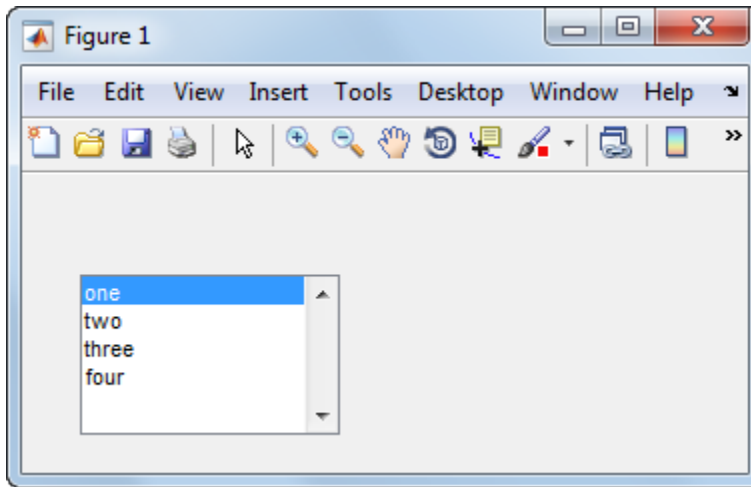 Figure 1
File Edit View Insert Tools Desktop Window Help
one
two
three
four